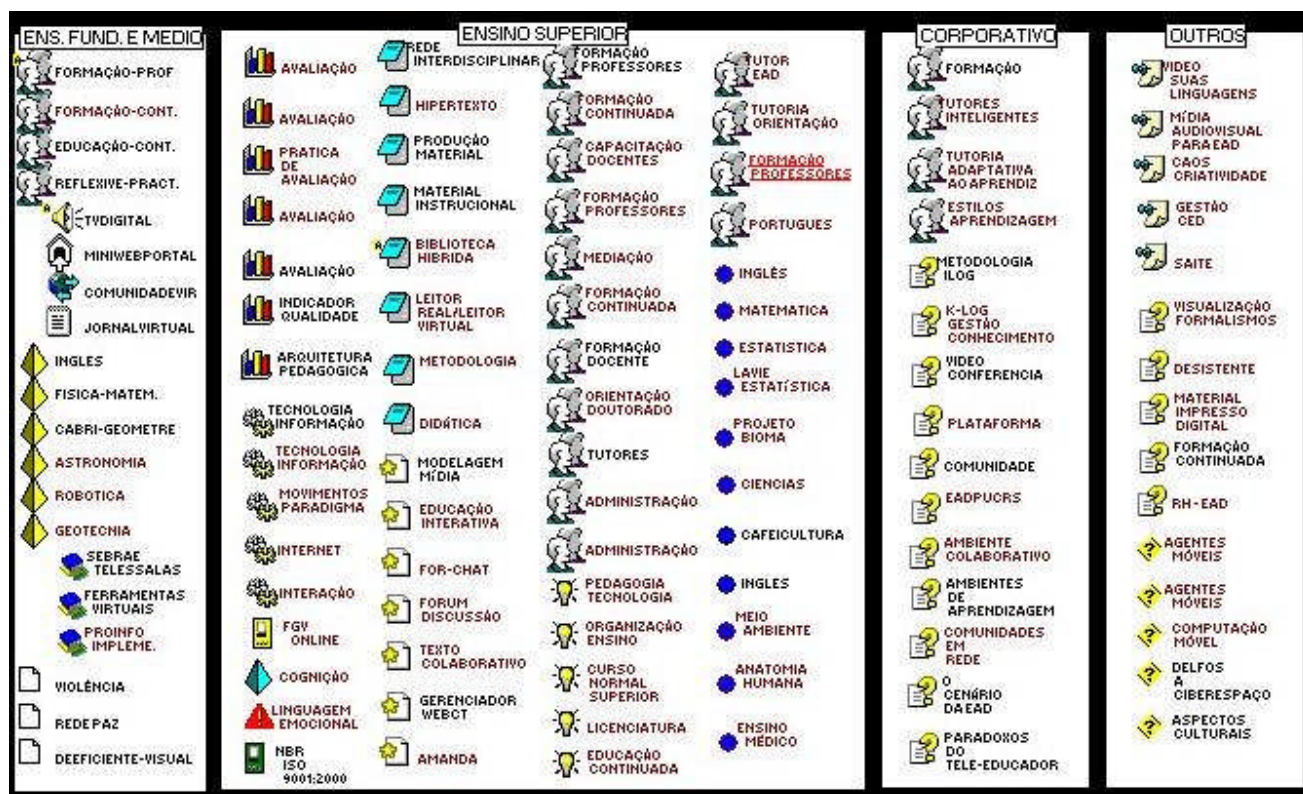 ENS. FUND. E MEDIO
FORMAÇÃO-PROF
FORMAÇÃO-CONT.
EDUCAÇÃO-CONT.
REFLEXIVE-PRACT.
TVDIGITAL
MINIWEBPORTAL
COMUNIDADEVIR
JORNALVIRTUAL
INGLES
FISICA-MATEM.
CABRI-GEOMETRE
ASTRONOMIA
ROBOTICA
GEOTECNIA
SEBRAE
TELESSALAS
FERRAMENTAS
VIRTUAIS
PROINFO
IMPLEME.
VIOLÊNCIA
REDE PAZ
DEEFICIENTE-VISUAL
ENSINO SUPERIOR
AVALIAÇÃO
AVALIAÇÃO
PRATICA
DE
AVALIAÇÃO
AVALIAÇÃO
AVALIAÇÃO
INDICADOR
QUALIDADE
ARQUITETURA
PEDAGOGICA
TECNOLOGIA
INFORMAÇÃO
TECNOLOGIA
INFORMAÇÃO
MOVIMENTOS
PARADIGMA
INTERNET
INTERAÇÃO
FGV
ONLINE
COGNIÇÃO
LINGUAGEM
EMOCIONAL
NBR
ISO
9001:2000
REDE
INTERDISCIPLINAR
HIPERTEXTO
PRODUÇÃO
MATERIAL
MATERIAL
INSTRUCIONAL
BIBLIOTECA
HIBRIDA
LEITOR
REAL/LEITOR
VIRTUAL
METODOLOGIA
DIDÁTICA
MODELAGEM
MÍDIA
EDUCAÇÃO
INTERATIVA
FOR-CHAT
FORUM
DISCUSSÃO
TEXTO
COLABORATIVO
GERENCIADOR
WEBCT
AMANDA
FORMAÇÃO
PROFESSORES
FORMAÇÃO
CONTINUADA
CAPACITAÇÃO
DOCENTES
FORMAÇÃO
PROFESSORES
MEDIAÇÃO
FORMAÇÃO
CONTINUADA
FORMAÇÃO
DOCENTE
ORIENTAÇÃO
DOUTORADO
TUTORES
ADMINISTRAÇÃO
ADMINISTRAÇÃO
PEDAGOGIA
TECNOLOGIA
ORGANIZAÇÃO
ENSINO
CURSO
NORMAL
SUPERIOR
LICENCIATURA
EDUCAÇÃO
CONTINUADA
TUTOR
EAD
TUTORIA
ORIENTAÇÃO
FORMAÇÃO
PROFESSORES
PORTUGUES
INGLÊS
MATEMATICA
ESTATISTICA
LAVIE
ESTATÍSTICA
PROJETO
BIOMA
CIENCIAS
CAFEICULTURA
INGLES
MEIO
AMBIENTE
ANATOMIA
HUMANA
ENSINO
MÉDICO
CORPORATIVO
FORMAÇÃO
TUTORES
INTELIGENTES
TUTORIA
ADAPTATIVA
AO APRENDIZ
ESTILOS
APRENDIZAGEM
METODOLOGIA
ILOG
K-LOG
GESTÃO
CONHECIMENTO
VIDEO
CONFERENCIA
PLATAFORMA
COMUNIDADE
EADPUCRS
AMBIENTE
COLABORATIVO
AMBIENTES
DE
APRENDIZAGEM
COMUNIDADES
EM
REDE
O
CENÁRIO
DA EAD
PARADOXOS
DO
TELE-EDUCADOR
OUTROS
VIDEO
SUAS
LINGUAGENS
MÍDIA
AUDIOVISUAL
PARA EAD
CAOS
CRIATIVIDADE
GESTÃO
CED
SAITE
VISUALIZAÇÃO
FORMALISMOS
DESISTENTE
MATERIAL
IMPRESSO
DIGITAL
FORMAÇÃO
CONTINUADA
RH-EAD
AGENTES
MÓVEIS
AGENTES
MÓVEIS
COMPUTAÇÃO
MÓVEL
DELFOS
A
CIBERESPAÇO
ASPECTOS
CULTURAIS